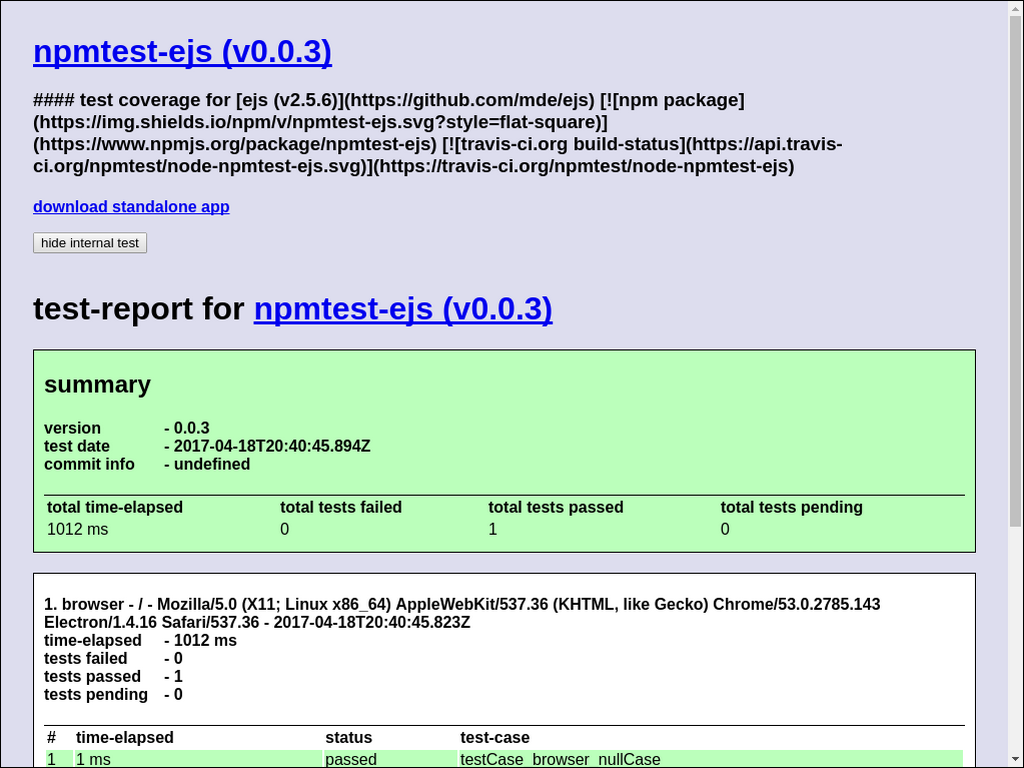 npmtest-ejs (v0.0.3)
#### test coverage for [ejs (v2.5.6)](https://github.com/mde/ejs) [![npm package]
(https://img.shields.io/npm/v/npmtest-ejs.svg?style=flat-square)]
(https://www.npmjs.org/package/npmtest-ejs) [![travis-ci.org build-status](https://api.travis-
ci.org/npmtest/node-npmtest-ejs.svg)](https://travis-ci.org/npmtest/node-npmtest-ejs)
download standalone app
hide internal test
test-report for npmtest-ejs (v0.0.3)
summary
version - 0.0.3
test date - 2017-04-18T20:40:45.894Z
commit info - undefined
total time-elapsed total tests failed total tests passed total tests pending
1012 ms 0 1 0
1. browser - / - Mozilla/5.0 (X11; Linux x86_64) AppleWebKit/537.36 (KHTML, like Gecko) Chrome/53.0.2785.143
Electron/1.4.16 Safari/537.36 - 2017-04-18T20:40:45.823Z
time-elapsed - 1012 ms
tests failed - 0
tests passed - 1
tests pending - 0
# time-elapsed status test-case
1 1 ms passed testCase_browser_nullCase